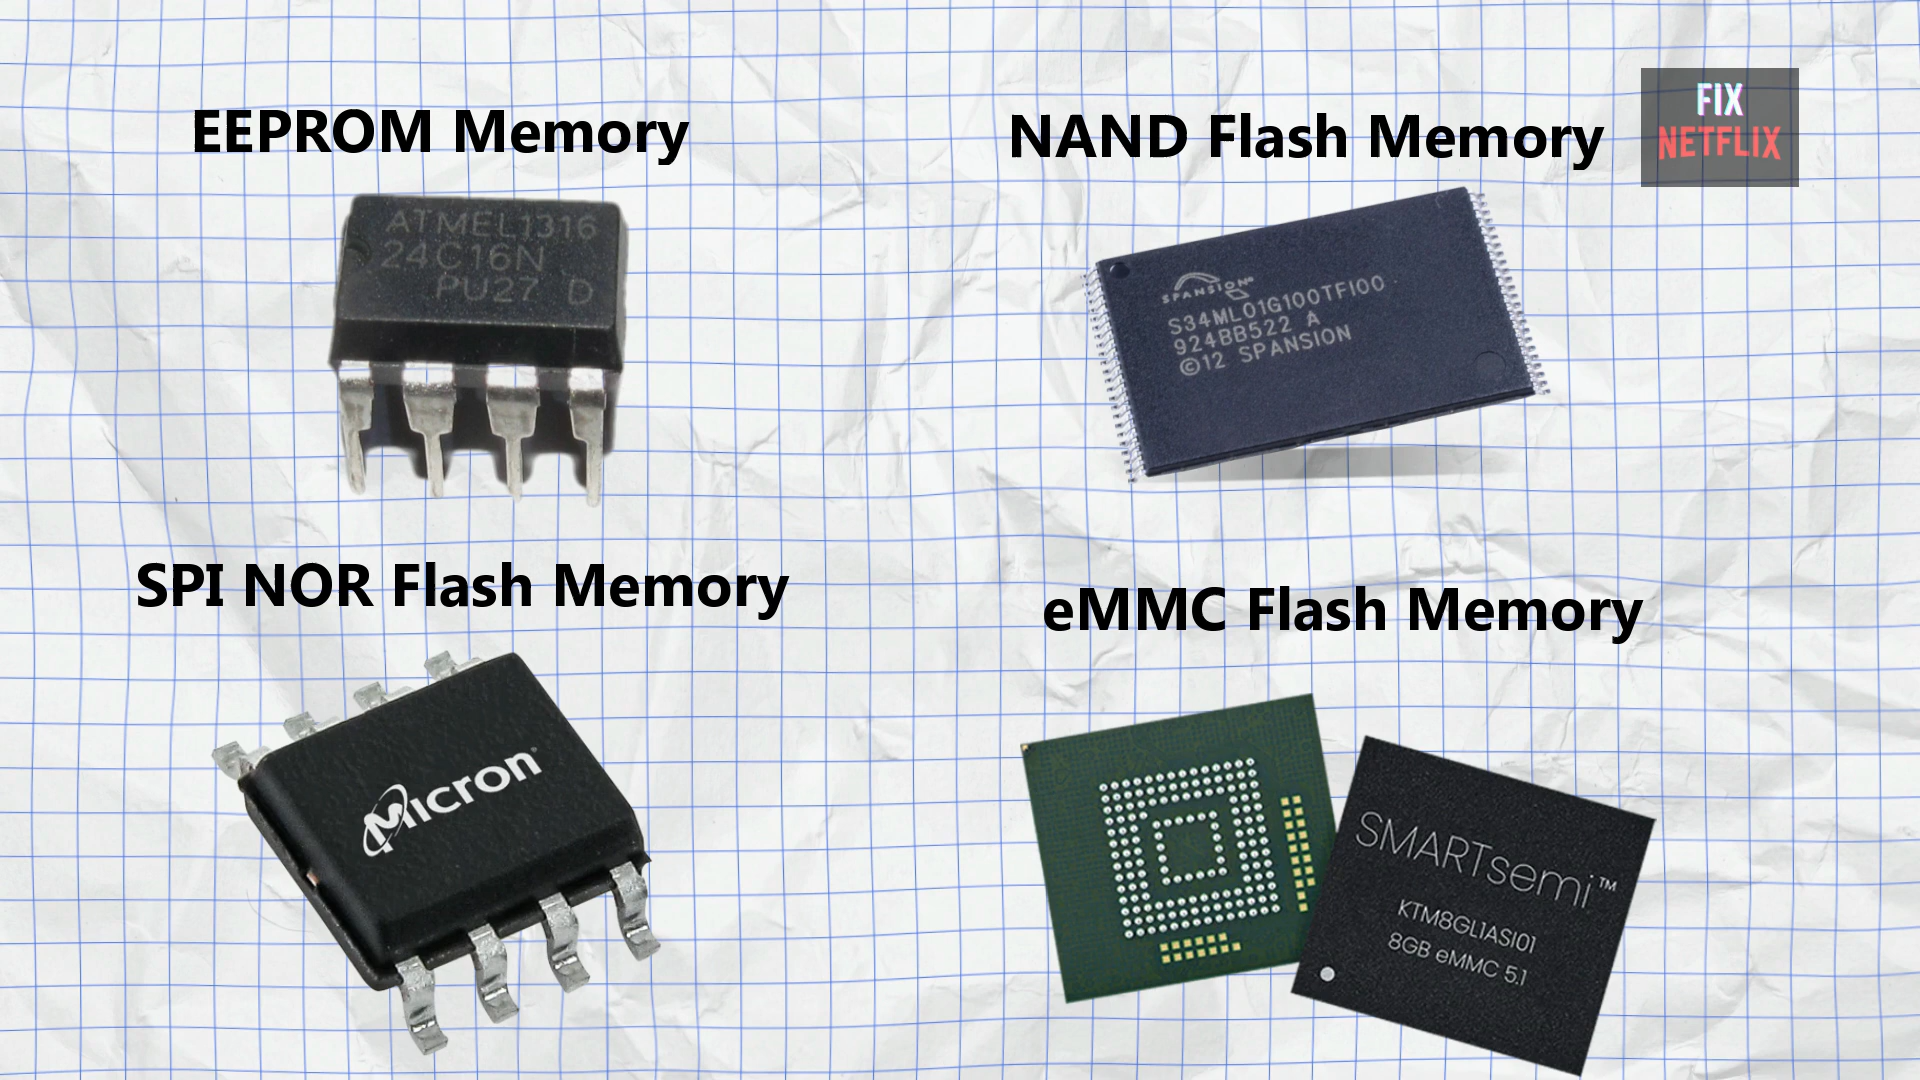 EEPROM Memory
ATMEL1316
24C16N
PU27 D
NAND Flash Memory
FIX
NETFLIX
SPANSION
S34ML01G100TFI00
924BB522 A
©12 SPANSION
SPI NOR Flash Memory
Micron
eMMC Flash Memory
SMARTsemi™
KTM8GL1ASI01
8GB eMMC 5.1